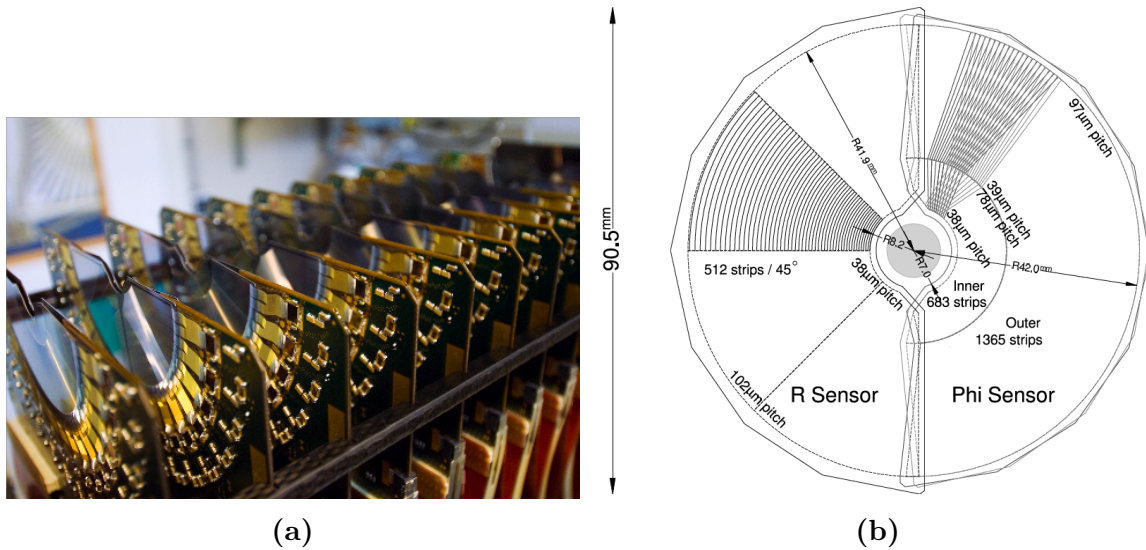 90.5mm
R41.9mm
97µm pitch
39µm pitch
78µm pitch
38µm pitch
R8.2
R7.0
R42.0mm
512 strips / 45°
38µm pitch
Inner
683 strips
Outer
1365 strips
102µm pitch
R Sensor
Phi Sensor
(a)
(b)